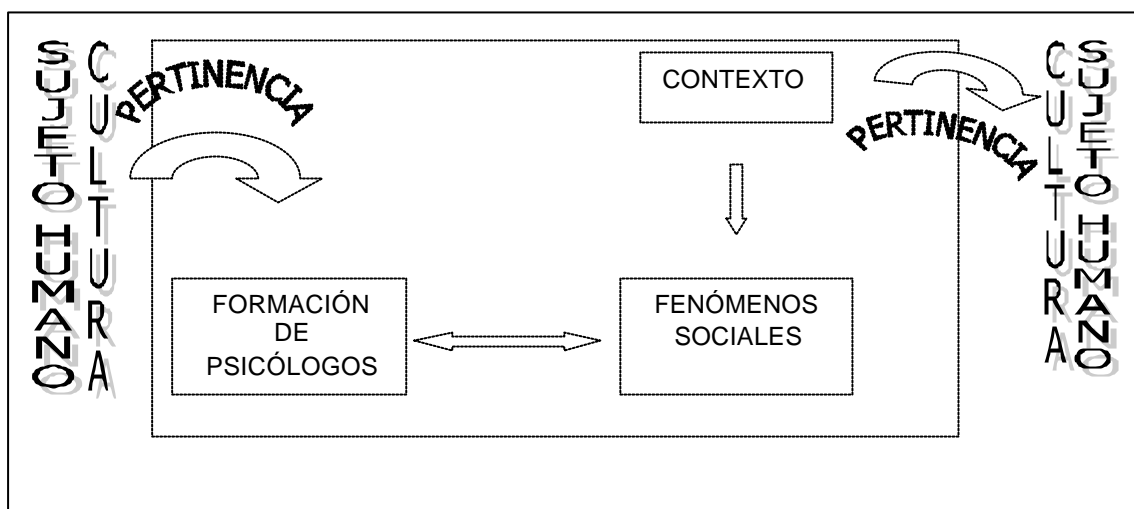 SUJETO HUMANO
CULTURA
PERTINENCIA
CONTEXTO
PERTINENCIA
CULTURA
SUJETO HUMANO
FORMACIÓN
DE
PSICÓLOGOS
FENÓMENOS
SOCIALES